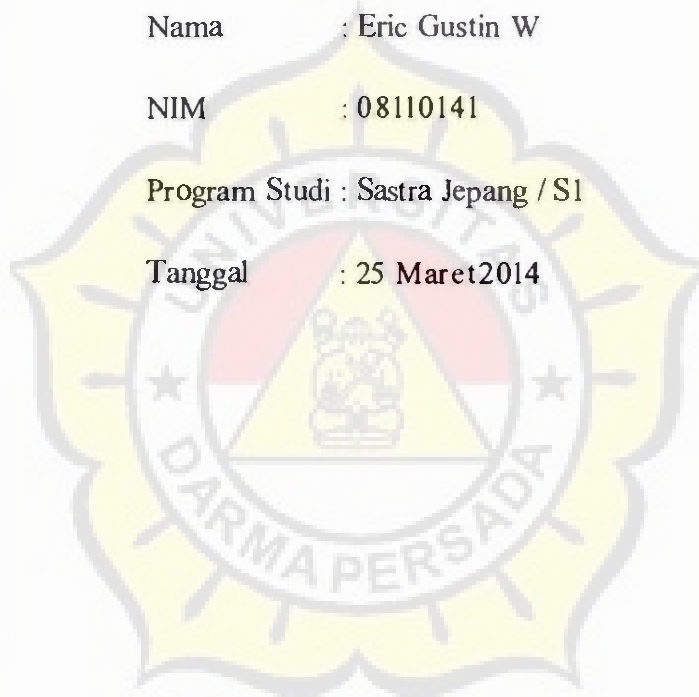 Nama : Eric Gustin W
NIM : 08110141
Program Studi : Sastra Jepang / S1
Tanggal : 25 Maret2014
UNIVERSITAS
DARMA PERSADA